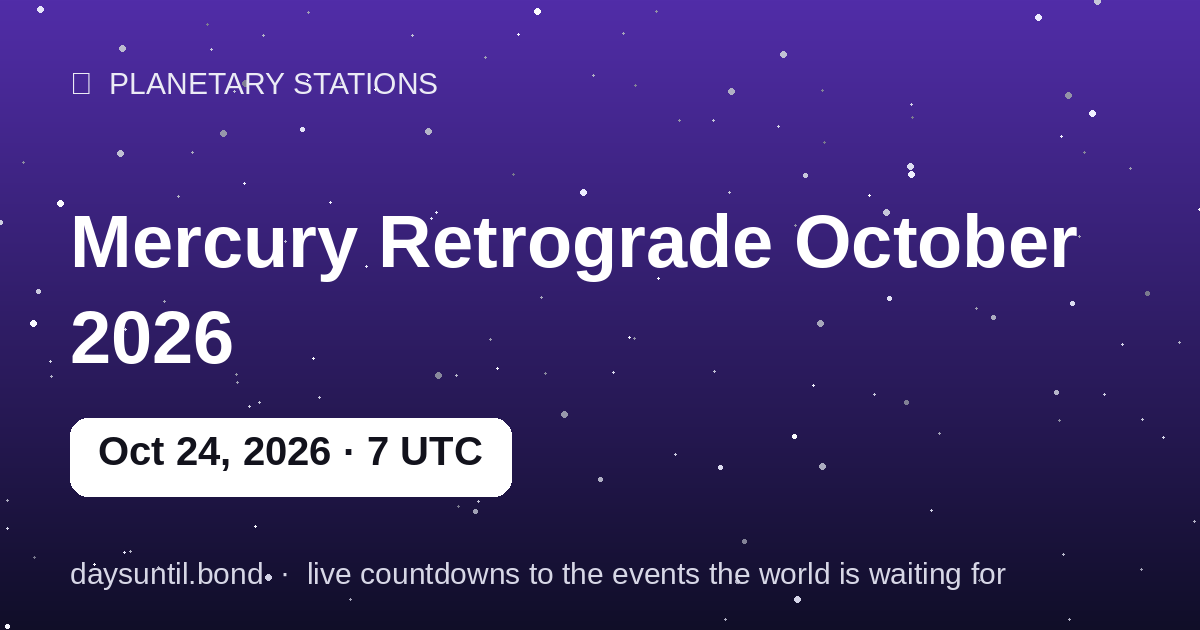 PLANETARY STATIONS
Mercury Retrograde October
2026
Oct 24, 2026 · 7 UTC
daysuntil.bond · live countdowns to the events the world is waiting for